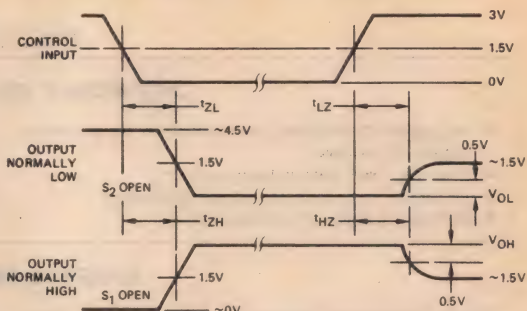 CONTROL
INPUT
3V
1.5V
0V
tZL
tLZ
OUTPUT
NORMALLY
LOW
~4.5V
1.5V
S2 OPEN
0.5V
~1.5V
VOL
tZH
tHZ
OUTPUT
NORMALLY
HIGH
S1 OPEN
1.5V
~0V
VOH
~1.5V
0.5V